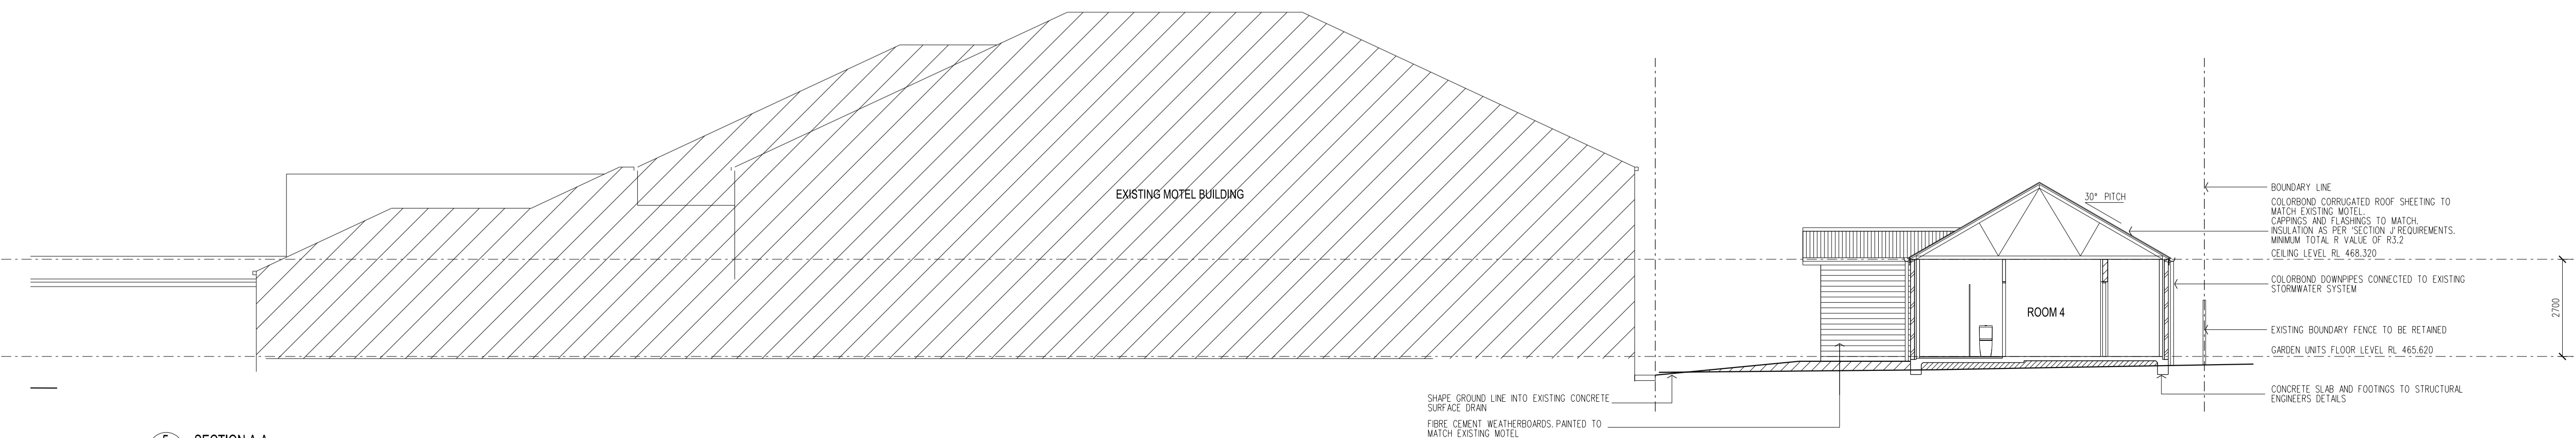 EXISTING MOTEL BUILDING
30° PITCH
BOUNDARY LINE
COLORBOND CORRUGATED ROOF SHEETING TO
MATCH EXISTING MOTEL.
CAPPINGS AND FLASHINGS TO MATCH.
INSULATION AS PER 'SECTION J' REQUIREMENTS.
MINIMUM TOTAL R VALUE OF R3.2
CEILING LEVEL RL 468.320
COLORBOND DOWNPIPES CONNECTED TO EXISTING
STORMWATER SYSTEM
2700
ROOM 4
EXISTING BOUNDARY FENCE TO BE RETAINED
GARDEN UNITS FLOOR LEVEL RL 465.620
CONCRETE SLAB AND FOOTINGS TO STRUCTURAL
ENGINEERS DETAILS
SHAPE GROUND LINE INTO EXISTING CONCRETE
SURFACE DRAIN
FIBRE CEMENT WEATHERBOARDS. PAINTED TO
MATCH EXISTING MOTEL
5 SECTION A-A